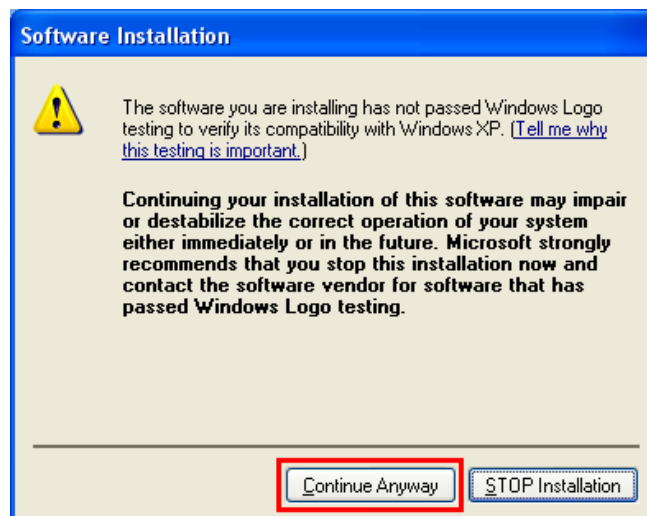 Software Installation
The software you are installing has not passed Windows Logo
testing to verify its compatibility with Windows XP. (Tell me why
this testing is important.)
Continuing your installation of this software may impair
or destabilize the correct operation of your system
either immediately or in the future. Microsoft strongly
recommends that you stop this installation now and
contact the software vendor for software that has
passed Windows Logo testing.
Continue Anyway STOP Installation